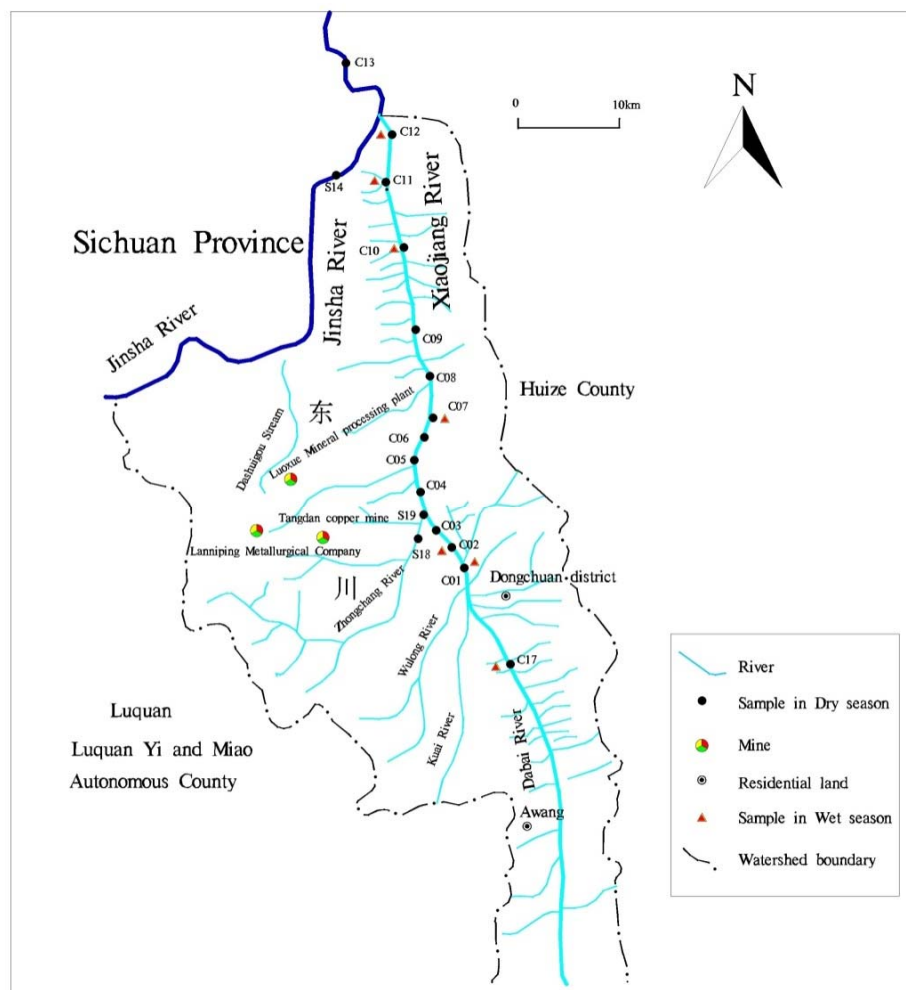 C13
0 10km
N
C12
C11
S14
Xiaojiang River
Sichuan Province
Jinsha River
C10
Jinsha River
C09
C08
Huize County
东
C07
Luoxue Mineral processing plant
Dashuigou Stream
C06
C05
C04
Tangdan copper mine
S19
C03
Lanniping Metallurgical Company
S18
C02
C01
Dongchuan district
川
Zhongchang River
Wulong River
C17
Luquan
Luquan Yi and Miao
Autonomous County
Kuai River
Dabai River
Awang
River
Sample in Dry season
Mine
Residential land
Sample in Wet season
Watershed boundary